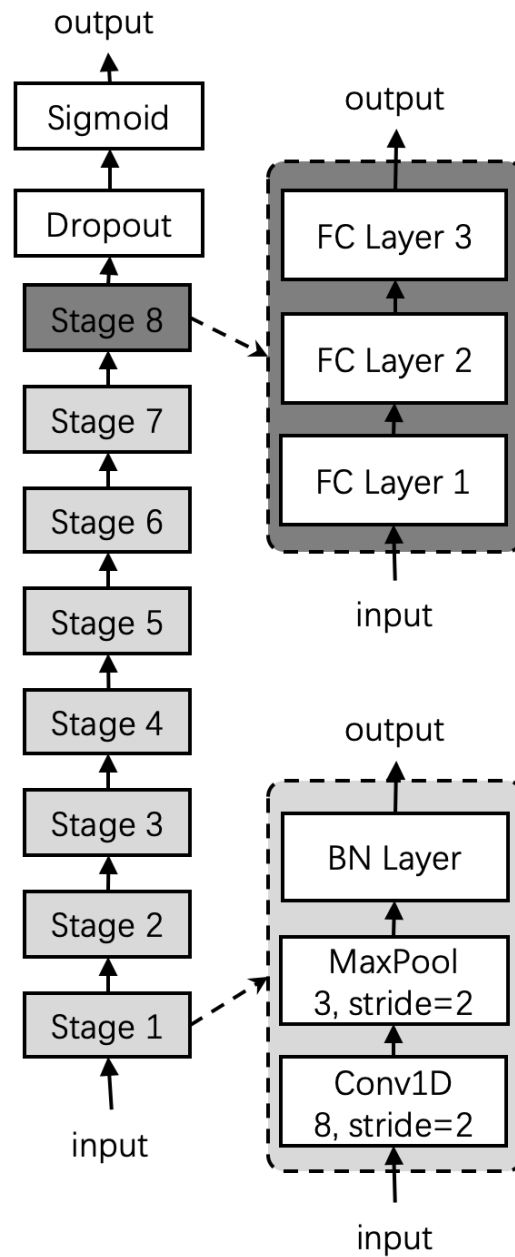 output
Sigmoid
Dropout
Stage 8
Stage 7
Stage 6
Stage 5
Stage 4
Stage 3
Stage 2
Stage 1
input
output
FC Layer 3
FC Layer 2
FC Layer 1
input
output
BN Layer
MaxPool
3, stride=2
Conv1D
8, stride=2
input